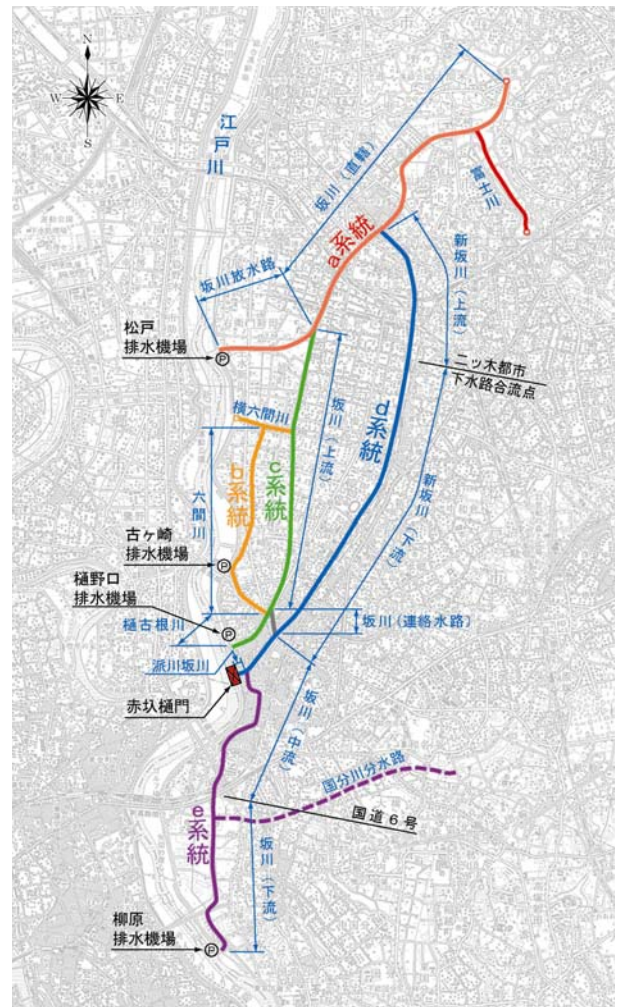 N
W
E
S
江戸川
坂川（直轄）
富士川
a系統
坂川放水路
新坂川（上流）
松戸
排水機場
P
二ッ木都市
下水路合流点
横六間川
坂川（上流）
d系統
b系統
c系統
六間川
新坂川（下流）
古ヶ崎
排水機場
P
樋野口
排水機場
P
樋古根川
坂川（連絡水路）
派川坂川
赤圦樋門
坂川（中流）
国分川分水路
国道6号
e系統
坂川（下流）
柳原
排水機場
P